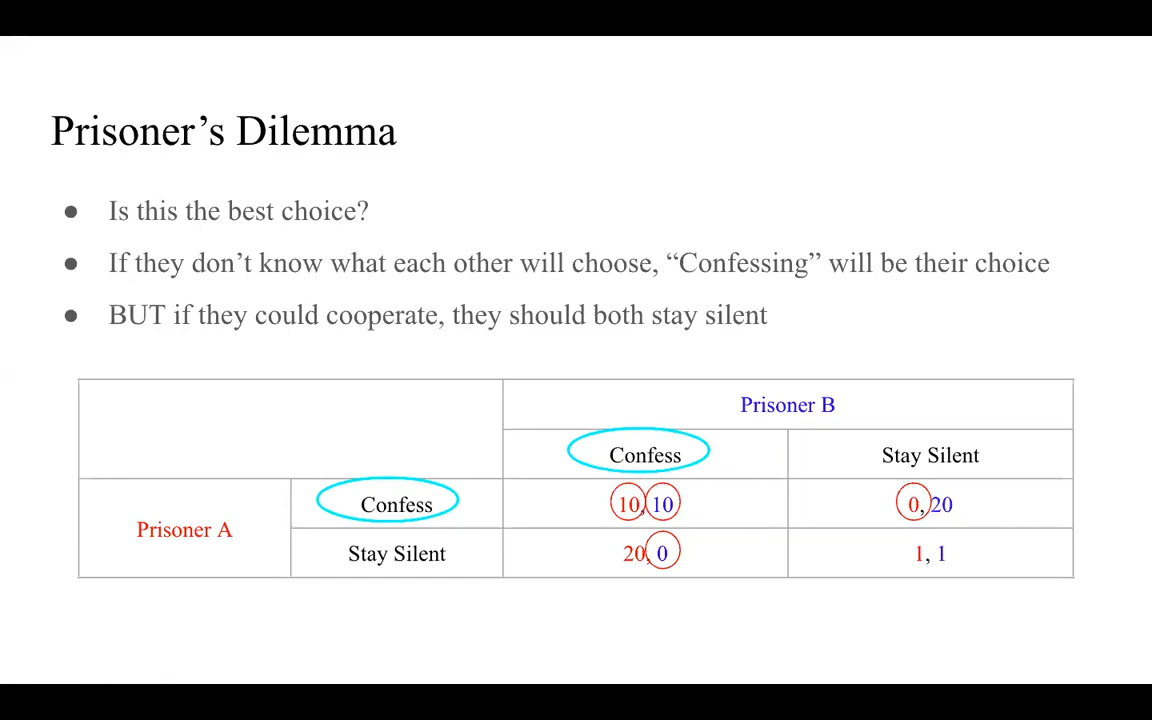 Prisoner’s Dilemma
● Is this the best choice?
● If they don’t know what each other will choose, “Confessing” will be their choice
● BUT if they could cooperate, they should both stay silent
Prisoner B
Confess Stay Silent
Prisoner A
Confess 10, 10 0, 20
Stay Silent 20, 0 1, 1